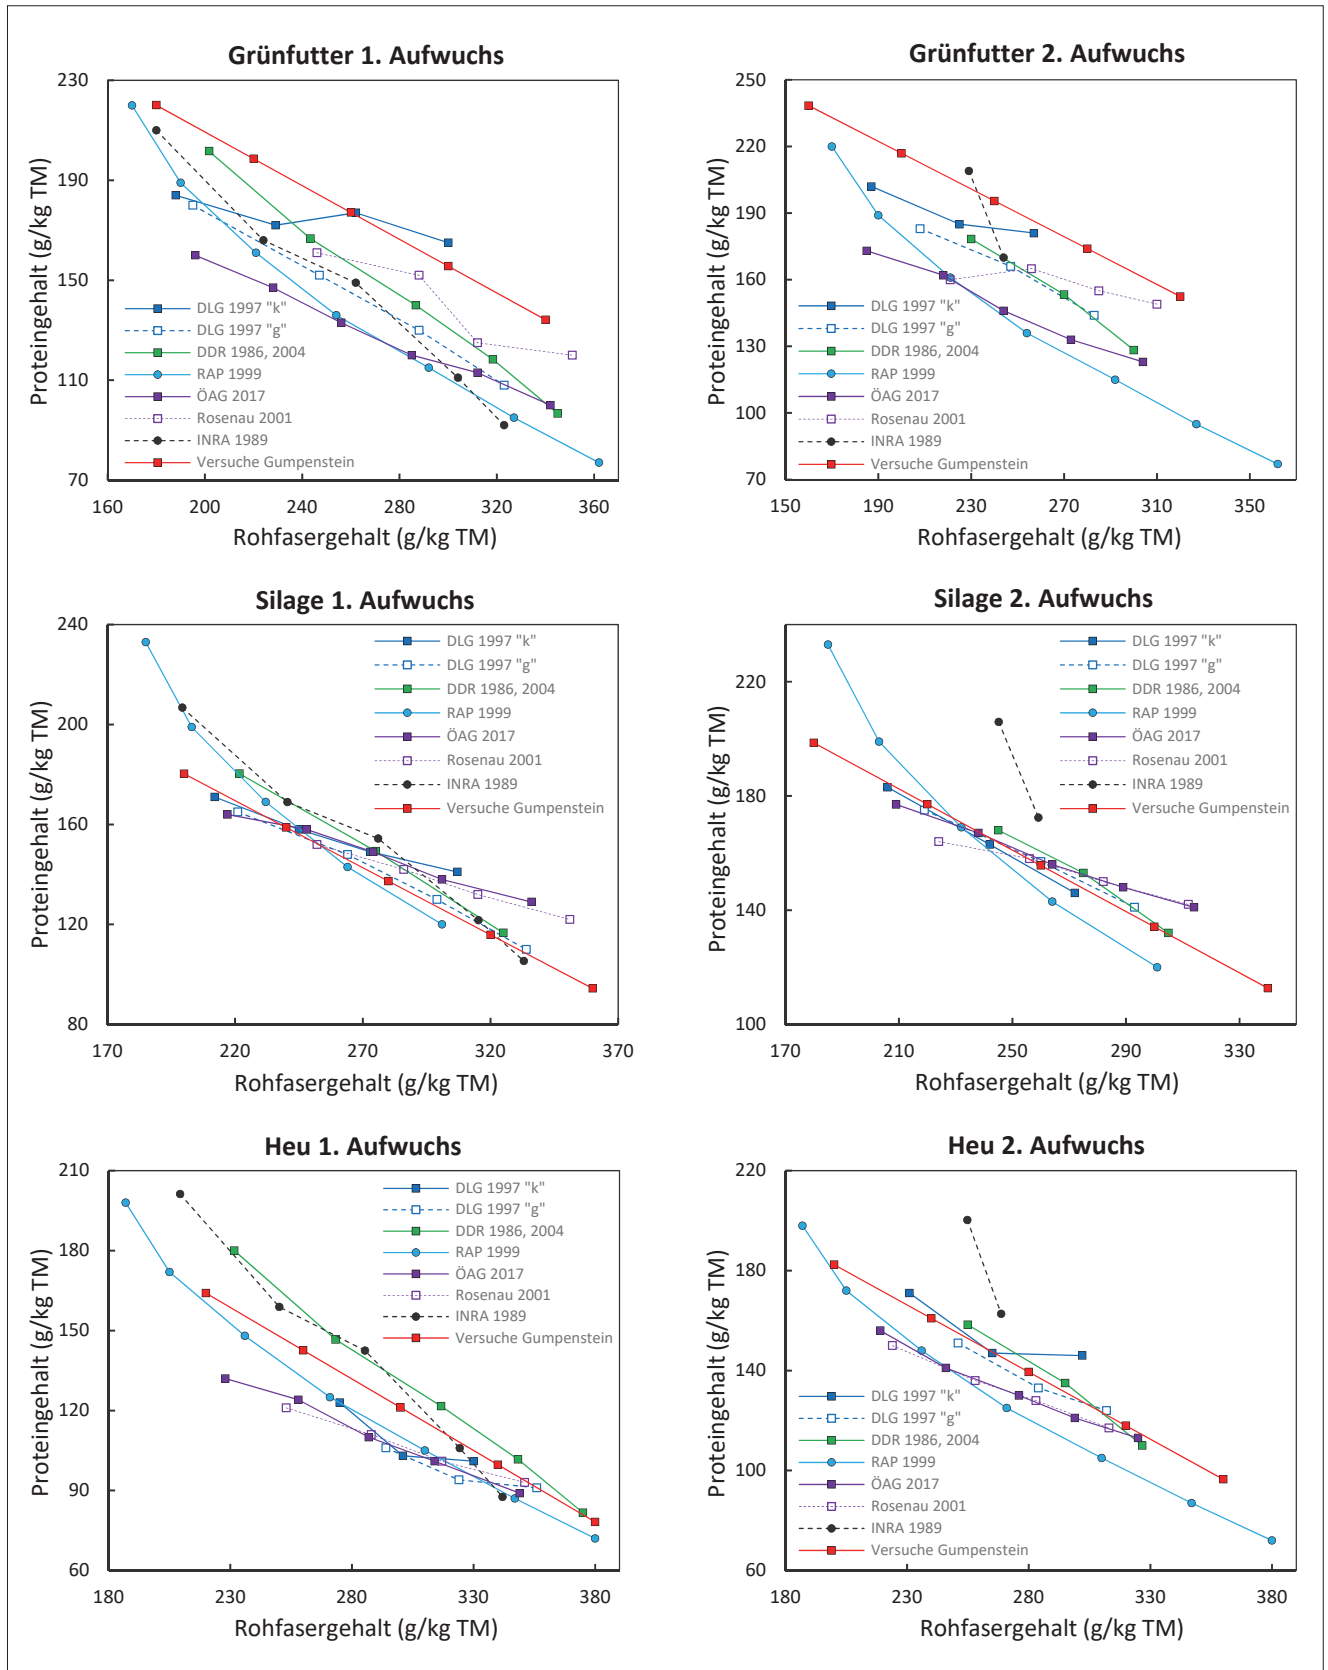 Grünfutter 1. Aufwuchs
Proteingehalt (g/kg TM)
230
190
150
110
70
DLG 1997 "k"
DLG 1997 "g"
DDR 1986, 2004
RAP 1999
ÖAG 2017
Rosenau 2001
INRA 1989
Versuche Gumpenstein
160 200 240 280 320 360
Rohfasergehalt (g/kg TM)
Grünfutter 2. Aufwuchs
Proteingehalt (g/kg TM)
250
220
190
160
130
100
70
DLG 1997 "k"
DLG 1997 "g"
DDR 1986, 2004
RAP 1999
ÖAG 2017
Rosenau 2001
INRA 1989
Versuche Gumpenstein
150 190 230 270 310 350
Rohfasergehalt (g/kg TM)
Silage 1. Aufwuchs
Proteingehalt (g/kg TM)
240
200
160
120
80
DLG 1997 "k"
DLG 1997 "g"
DDR 1986, 2004
RAP 1999
ÖAG 2017
Rosenau 2001
INRA 1989
Versuche Gumpenstein
170 220 270 320 370
Rohfasergehalt (g/kg TM)
Silage 2. Aufwuchs
Proteingehalt (g/kg TM)
220
180
140
100
DLG 1997 "k"
DLG 1997 "g"
DDR 1986, 2004
RAP 1999
ÖAG 2017
Rosenau 2001
INRA 1989
Versuche Gumpenstein
170 210 250 290 330
Rohfasergehalt (g/kg TM)
Heu 1. Aufwuchs
Proteingehalt (g/kg TM)
210
180
150
120
90
60
DLG 1997 "k"
DLG 1997 "g"
DDR 1986, 2004
RAP 1999
ÖAG 2017
Rosenau 2001
INRA 1989
Versuche Gumpenstein
180 230 280 330 380
Rohfasergehalt (g/kg TM)
Heu 2. Aufwuchs
Proteingehalt (g/kg TM)
220
180
140
100
60
DLG 1997 "k"
DLG 1997 "g"
DDR 1986, 2004
RAP 1999
ÖAG 2017
Rosenau 2001
INRA 1989
Versuche Gumpenstein
180 230 280 330 380
Rohfasergehalt (g/kg TM)